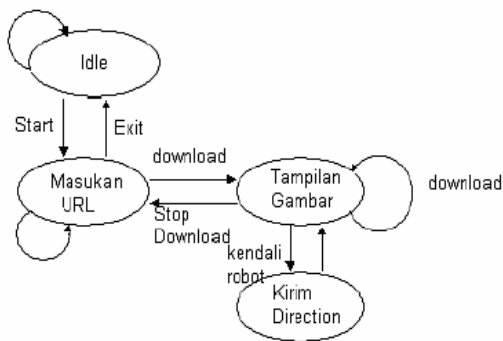 Idle
Start
Exit
Masukan
URL
download
Tampilan
Gambar
download
Stop
Download
kendali
robot
Kirim
Direction